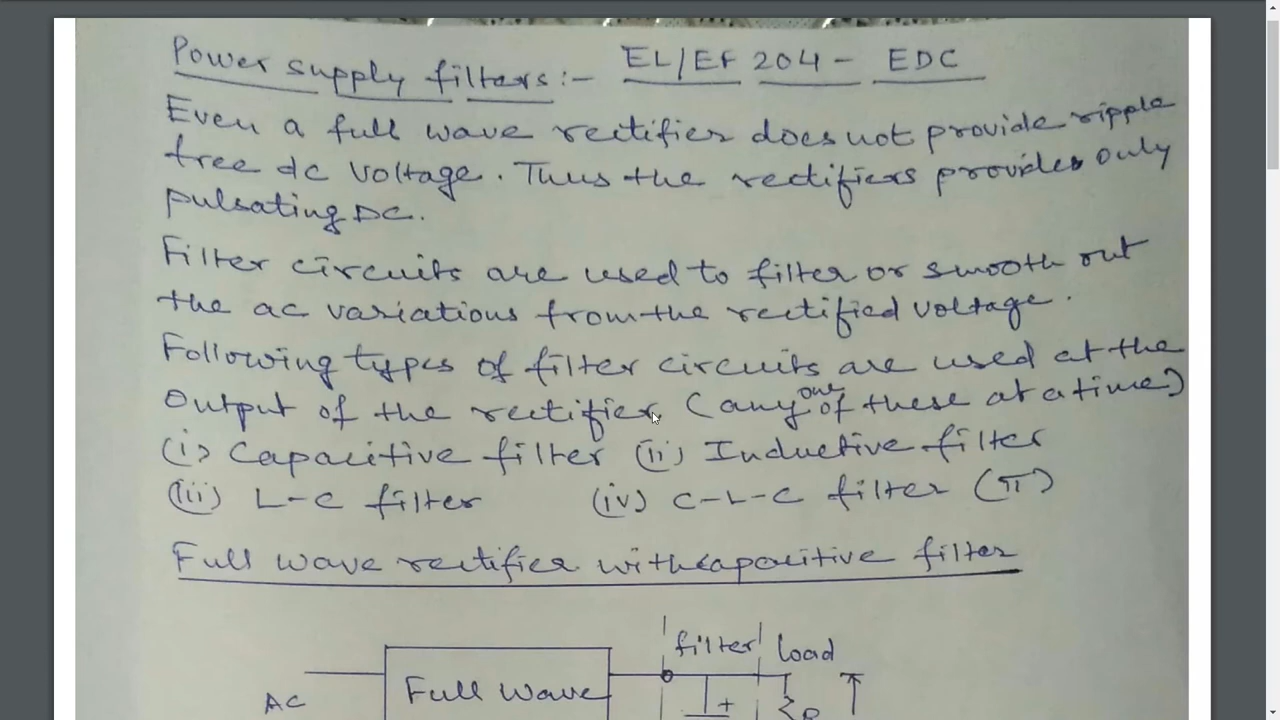 Power supply filters:- EL/EF 204 - EDC
Even a full wave rectifier does not provide ripple
free dc voltage. Thus the rectifiers provides only
pulsating DC.
Filter circuits are used to filter or smooth out
the ac variations from the rectified voltage.
Following types of filter circuits are used at the
Output of the rectifier (any one of these at a time)
(i) Capacitive filter (ii) Inductive filter
(iii) L-C filter (iv) C-L-C filter (π)
Full wave rectifier with capacitive filter
filter load
AC Full Wave +